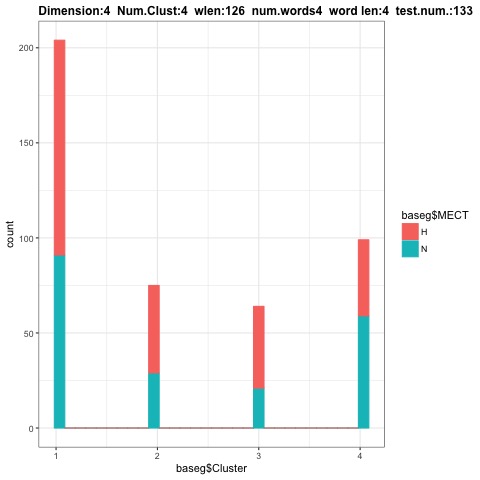 Dimension:4  Num.Clust:4  wlen:126  num.words4  word len:4  test.num.:133
200
150
100
50
0
count
1 2 3 4
baseg$Cluster
baseg$MECT
H
N